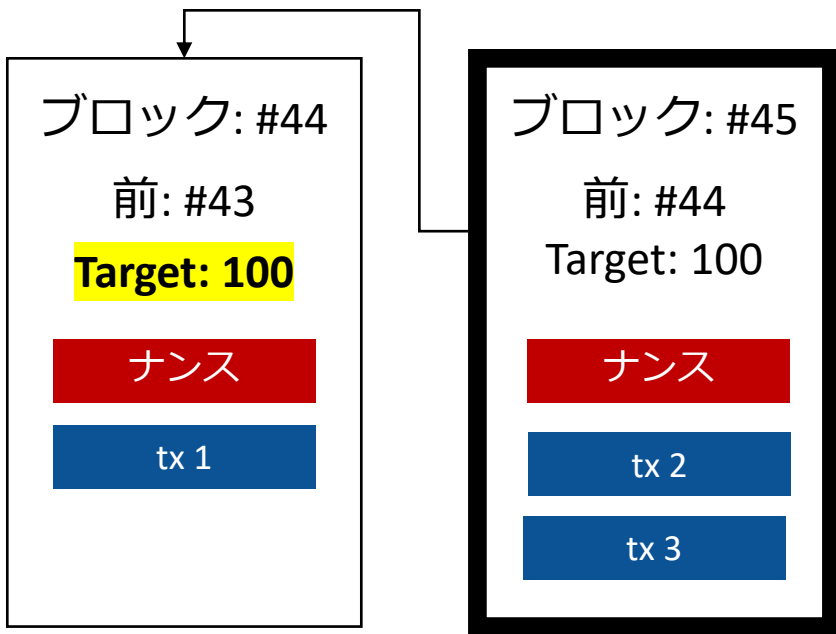 ブロック: #44
前: #43
Target: 100
ナンス
tx 1
ブロック: #45
前: #44
Target: 100
ナンス
tx 2
tx 3